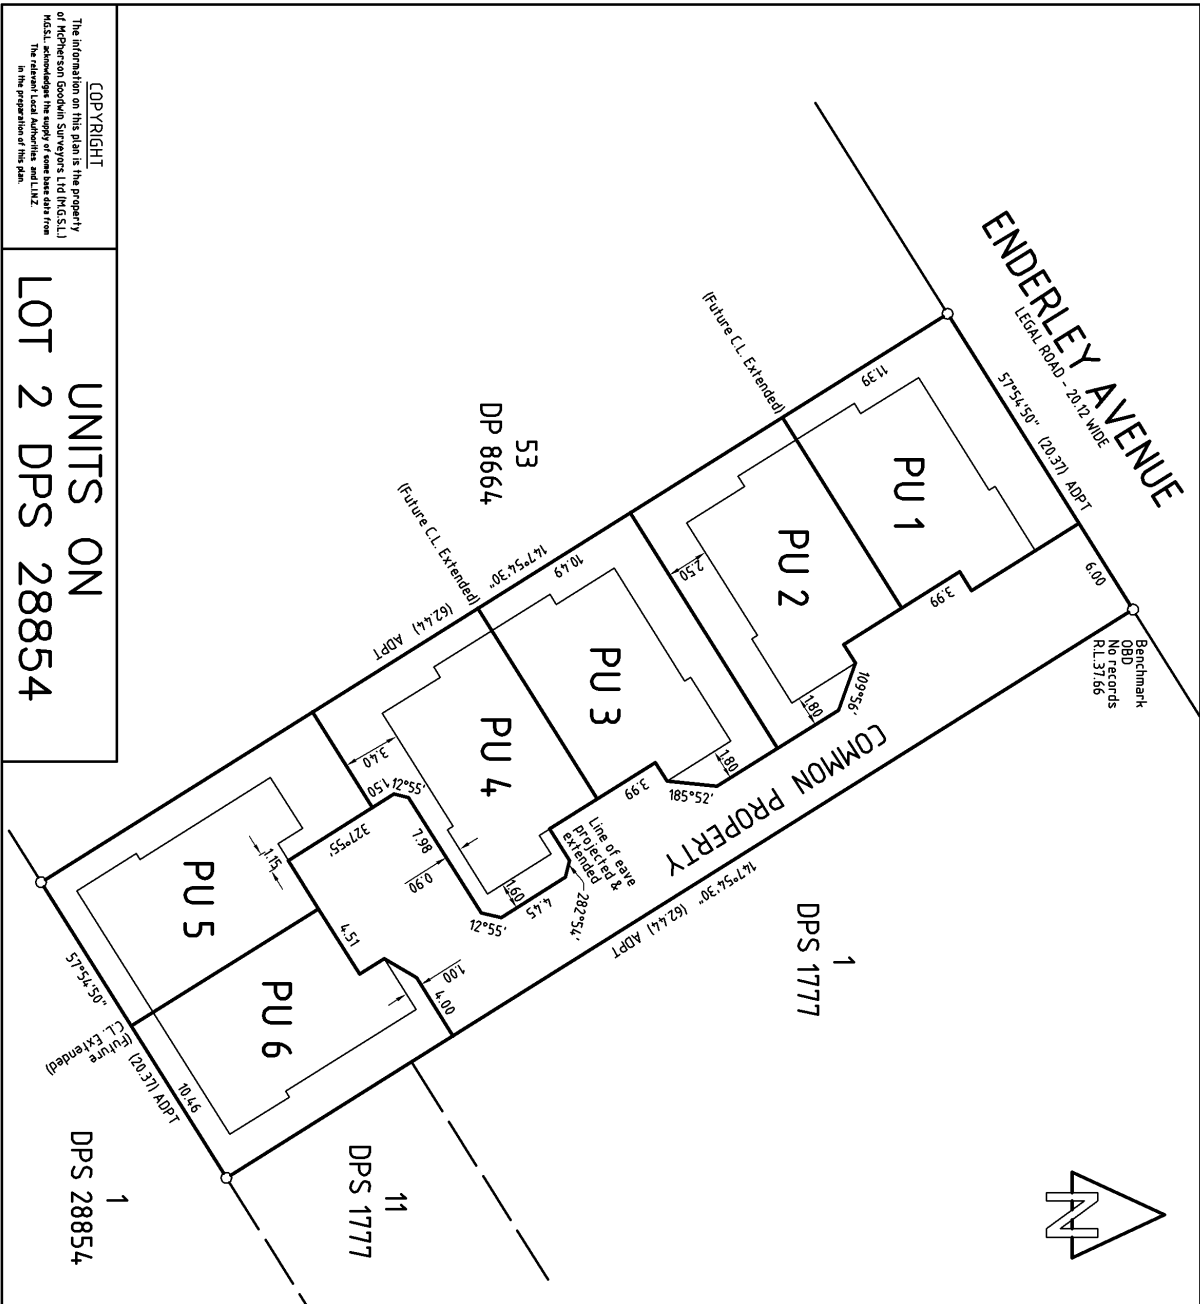 COPYRIGHT
The information on this plan is the property
of McPherson Goodwin Surveyors Ltd (M.G.S.L.)
M.G.S.L. acknowledges the supply of some base data from
The relevant Local Authorities and L.I.N.Z.
in the preparation of this plan.
UNITS ON
LOT 2 DPS 28854
ENDERLEY AVENUE
LEGAL ROAD - 20.12 WIDE
57°54'50" (20.37) ADPT
6.00
Benchmark
OBD
No records
R.L.37.66
(Future C.L. Extended)
11.39
PU 1
3.99
PU 2
53
DP 8664
2.50
1.80
109°56'
COMMON PROPERTY
(Future C.L. Extended)
147°54'30" (62.44) ADPT
10.49
PU 3
1.80
185°52'
3.99
PU 4
Line of eave
projected &
extended
282°54'
147°54'30" (62.44) ADPT
1
DPS 1777
3.40
1.50
12°55'
7.98
0.90
1.60
4.45
12°55'
327°55'
1.15
PU 5
4.51
1.00
4.00
PU 6
57°54'50" (20.37) ADPT
(Future
C.L. Extended)
10.46
11
DPS 1777
1
DPS 28854
N